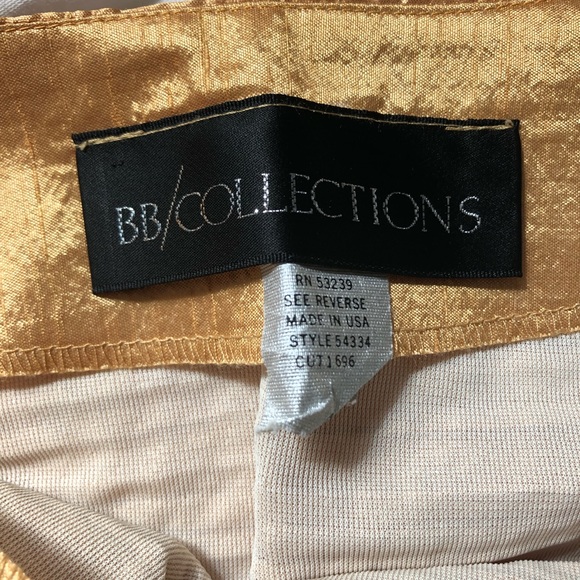 BB/COLLECTIONS
RN 53239
SEE REVERSE
MADE IN USA
STYLE 54334
CUT1696